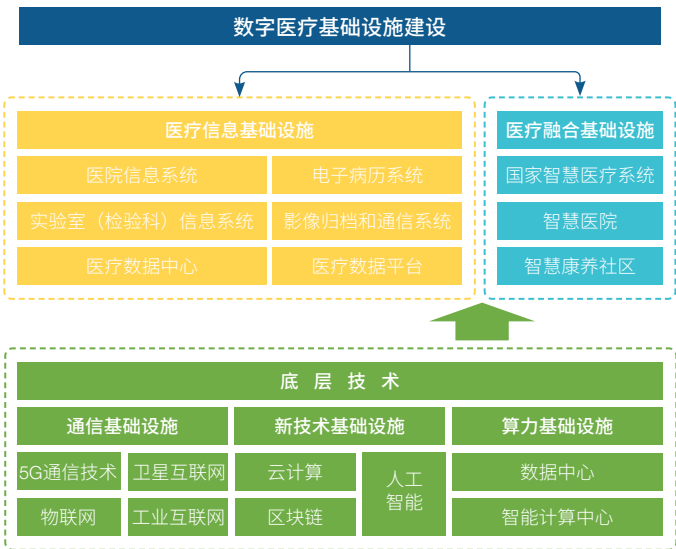 数字医疗基础设施建设
医疗信息基础设施
医院信息系统
电子病历系统
实验室（检验科）信息系统
影像归档和通信系统
医疗数据中心
医疗数据平台
医疗融合基础设施
国家智慧医疗系统
智慧医院
智慧康养社区
底层技术
通信基础设施
5G通信技术
卫星互联网
物联网
工业互联网
新技术基础设施
云计算
区块链
人工
智能
算力基础设施
数据中心
智能计算中心